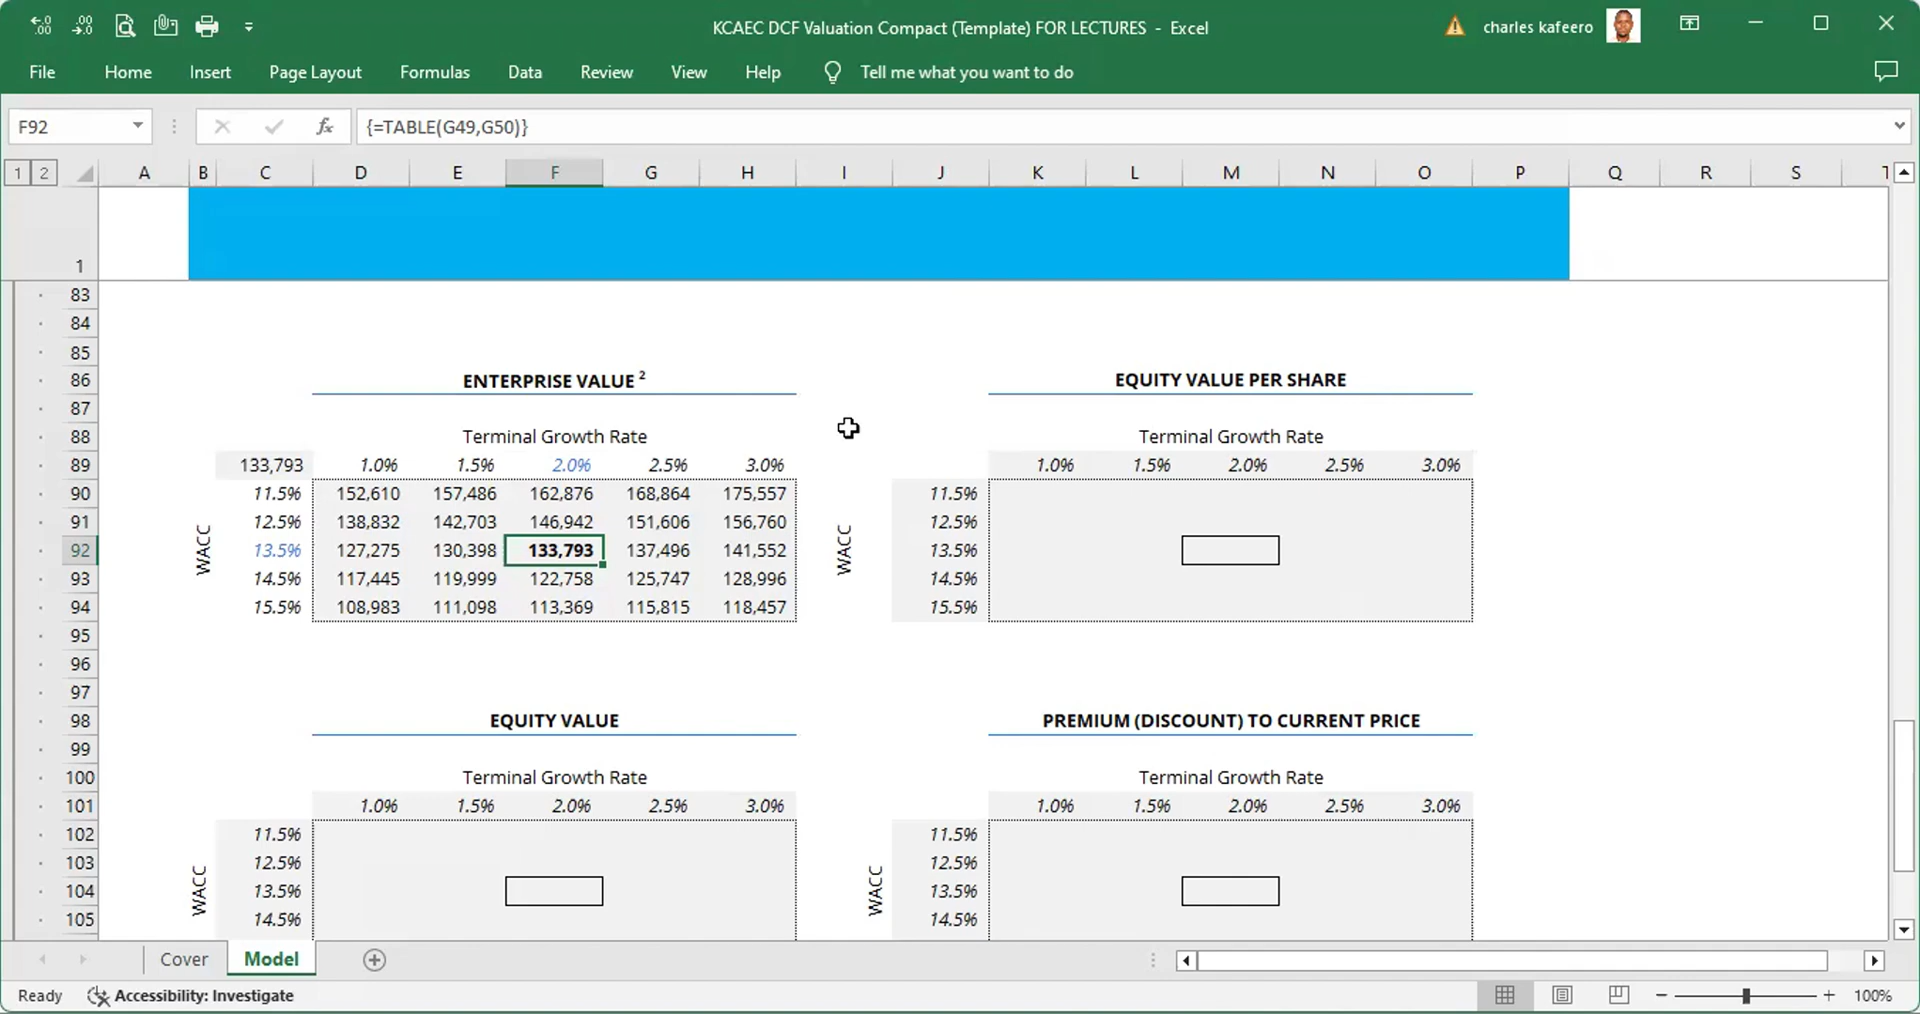 KCAEC DCF Valuation Compact (Template) FOR LECTURES - Excel
charles kafeero
File Home Insert Page Layout Formulas Data Review View Help Tell me what you want to do
F92 fx {=TABLE(G49,G50)}
1 2 A B C D E F G H I J K L M N O P Q R S T
1
83
84
85
86 ENTERPRISE VALUE 2 EQUITY VALUE PER SHARE
87
88 Terminal Growth Rate Terminal Growth Rate
89 133,793 1.0% 1.5% 2.0% 2.5% 3.0% 1.0% 1.5% 2.0% 2.5% 3.0%
90 11.5% 152,610 157,486 162,876 168,864 175,557 11.5%
91 12.5% 138,832 142,703 146,942 151,606 156,760 12.5%
92 WACC 13.5% 127,275 130,398 133,793 137,496 141,552 WACC 13.5%
93 14.5% 117,445 119,999 122,758 125,747 128,996 14.5%
94 15.5% 108,983 111,098 113,369 115,815 118,457 15.5%
95
96
97
98 EQUITY VALUE PREMIUM (DISCOUNT) TO CURRENT PRICE
99
100 Terminal Growth Rate Terminal Growth Rate
101 1.0% 1.5% 2.0% 2.5% 3.0% 1.0% 1.5% 2.0% 2.5% 3.0%
102 11.5% 11.5%
103 12.5% 12.5%
104 WACC 13.5% WACC 13.5%
105 14.5% 14.5%
Cover Model
Ready Accessibility: Investigate 100%